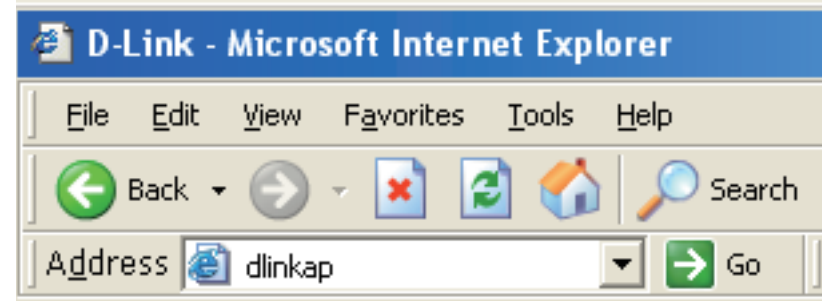 D-Link - Microsoft Internet Explorer
File Edit View Favorites Tools Help
Back Search
Address dlinkap Go